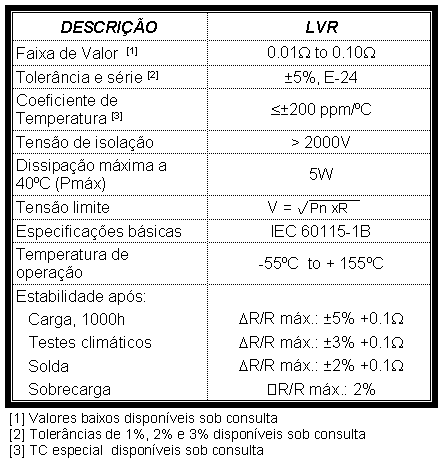 DESCRIÇÃO LVR
Faixa de Valor [1] 0.01Ω to 0.10Ω
Tolerância e série [2] ±5%, E-24
Coeficiente de
Temperatura [3] ≤±200 ppm/ºC
Tensão de isolação > 2000V
Dissipação máxima a
40ºC (Pmáx) 5W
Tensão limite V = √Pn xR
Especificações básicas IEC 60115-1B
Temperatura de
operação -55ºC to + 155ºC
Estabilidade após:
Carga, 1000h ΔR/R máx.: ±5% +0.1Ω
Testes climáticos ΔR/R máx.: ±3% +0.1Ω
Solda ΔR/R máx.: ±2% +0.1Ω
Sobrecarga □R/R máx.: 2%
[1] Valores baixos disponíveis sob consulta
[2] Tolerâncias de 1%, 2% e 3% disponíveis sob consulta
[3] TC especial disponíveis sob consulta